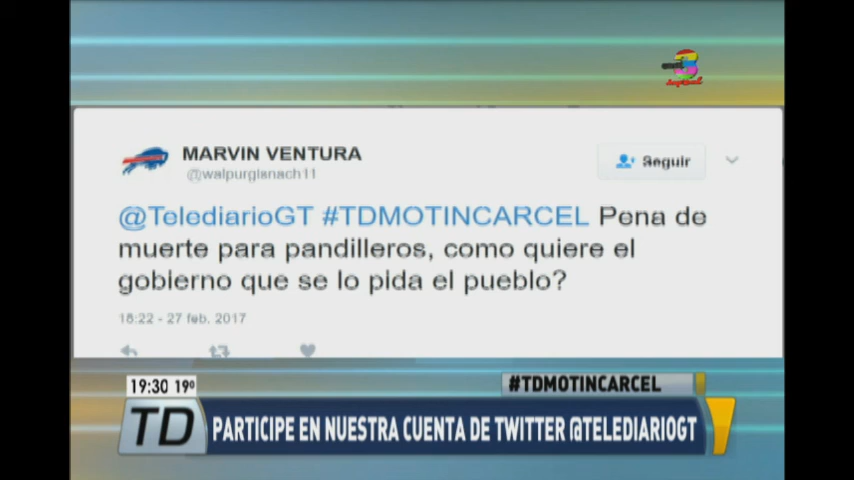 MARVIN VENTURA
@walpurgisnach11
Seguir
@TelediarioGT #TDMOTINCARCEL Pena de
muerte para pandilleros, como quiere el
gobierno que se lo pida el pueblo?
18:22 - 27 feb. 2017
19:30 19º
#TDMOTINCARCEL
TD
PARTICIPE EN NUESTRA CUENTA DE TWITTER @TELEDIARIOGT